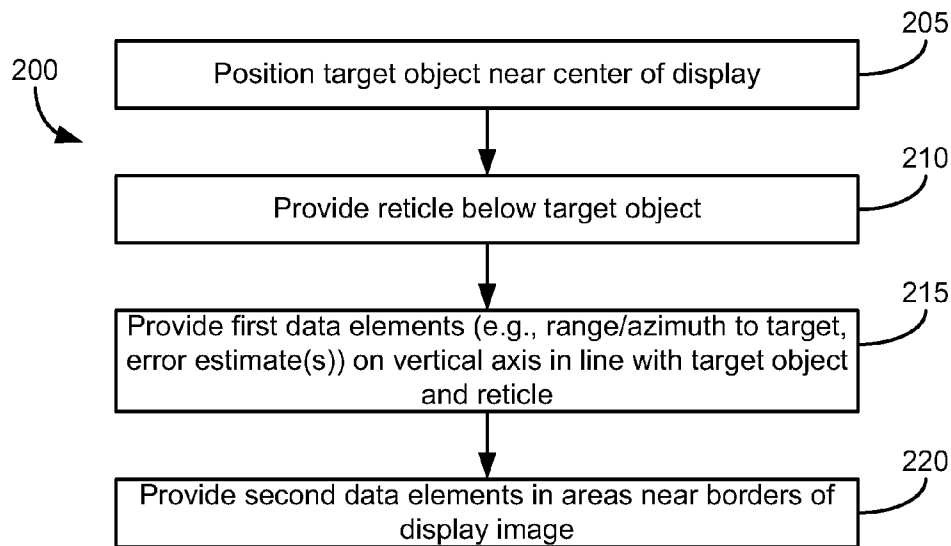 205
200
Position target object near center of display
210
Provide reticle below target object
215
Provide first data elements (e.g., range/azimuth to target,
error estimate(s)) on vertical axis in line with target object
and reticle
220
Provide second data elements in areas near borders of
display image